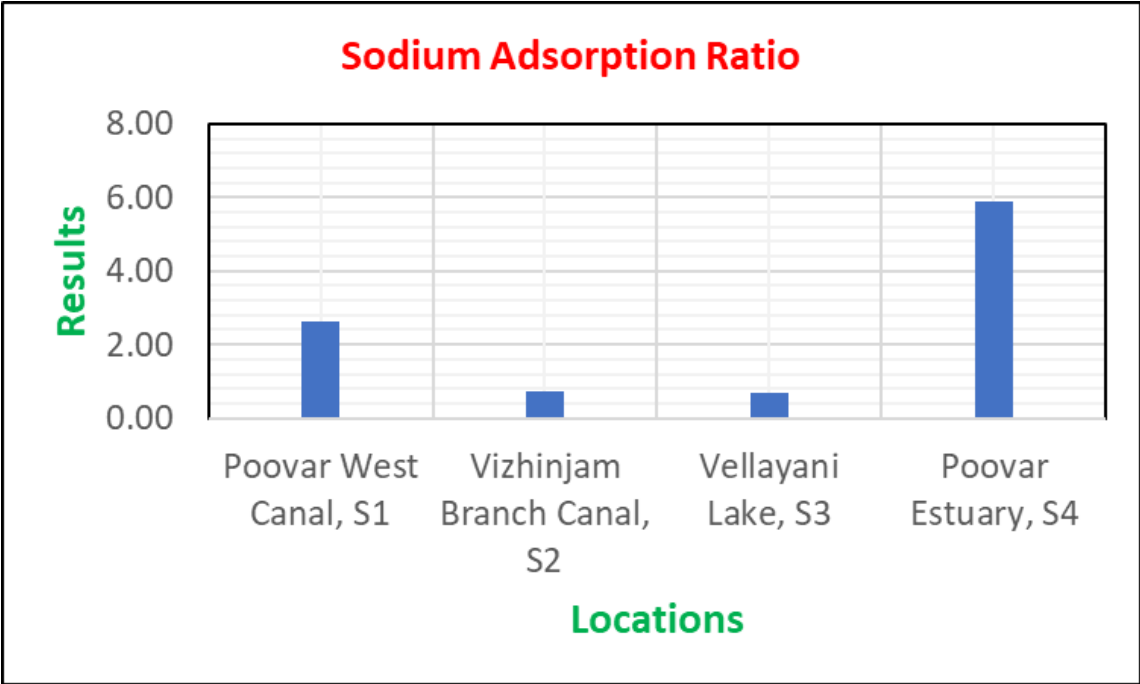 Sodium Adsorption Ratio
Results
8.00
6.00
4.00
2.00
0.00
Poovar West
Canal, S1
Vizhinjam
Branch Canal,
S2
Vellayani
Lake, S3
Poovar
Estuary, S4
Locations